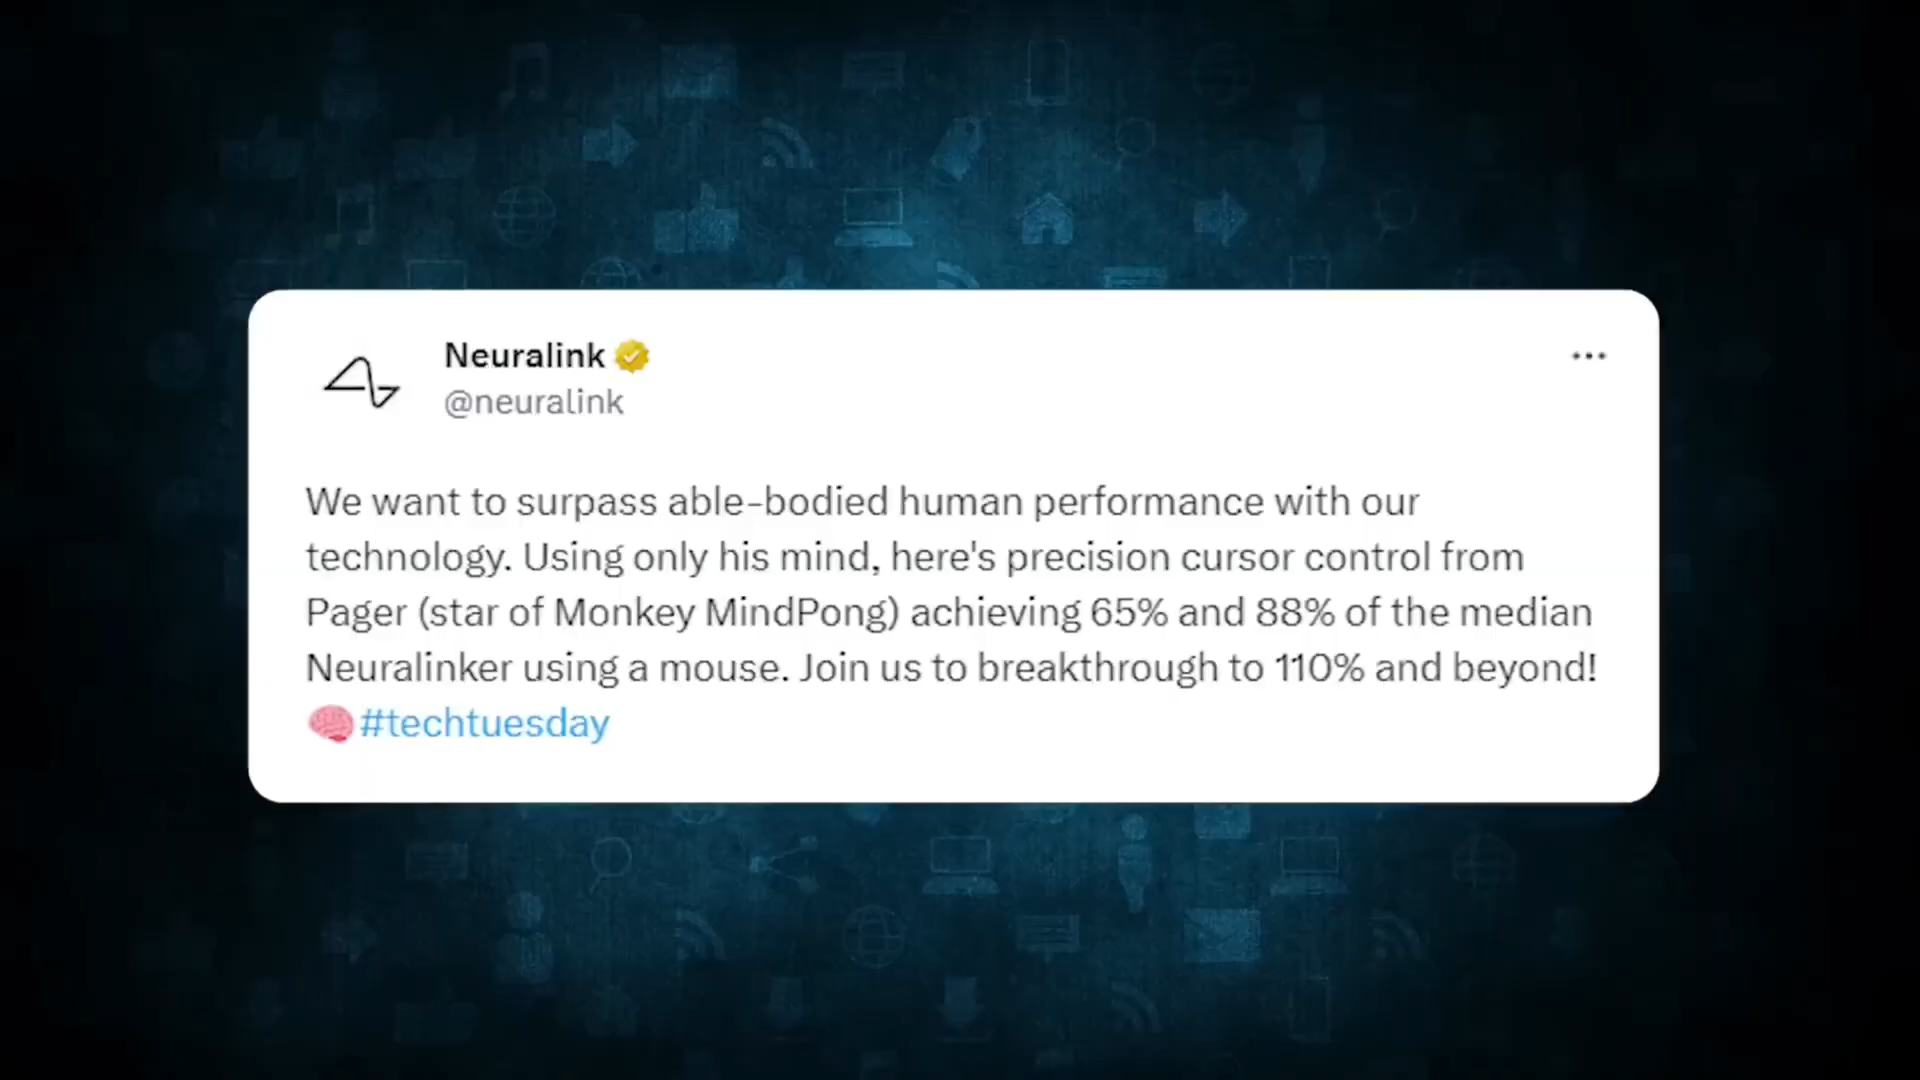 Neuralink
@neuralink
We want to surpass able-bodied human performance with our
technology. Using only his mind, here's precision cursor control from
Pager (star of Monkey MindPong) achieving 65% and 88% of the median
Neuralinker using a mouse. Join us to breakthrough to 110% and beyond!
🧠#techtuesday